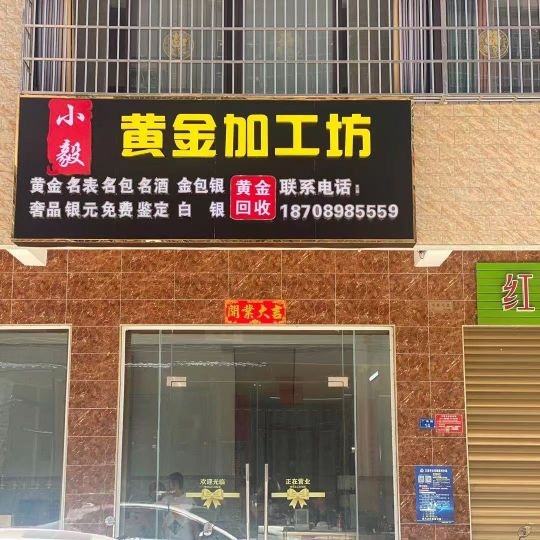 小毅
黄金加工坊
黄金 名表 名包 名酒 金包银
奢品 银元 免费 鉴定 白 银
黄金
回收
联系电话：
18708985559
開業大吉
红
欢迎光临
正在营业